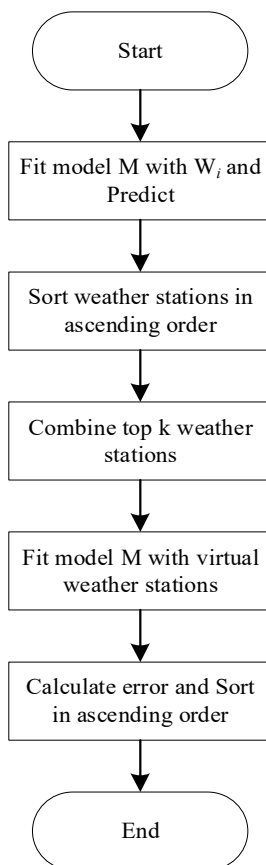 Start
Fit model M with Wi and
Predict
Sort weather stations in
ascending order
Combine top k weather
stations
Fit model M with virtual
weather stations
Calculate error and Sort
in ascending order
End